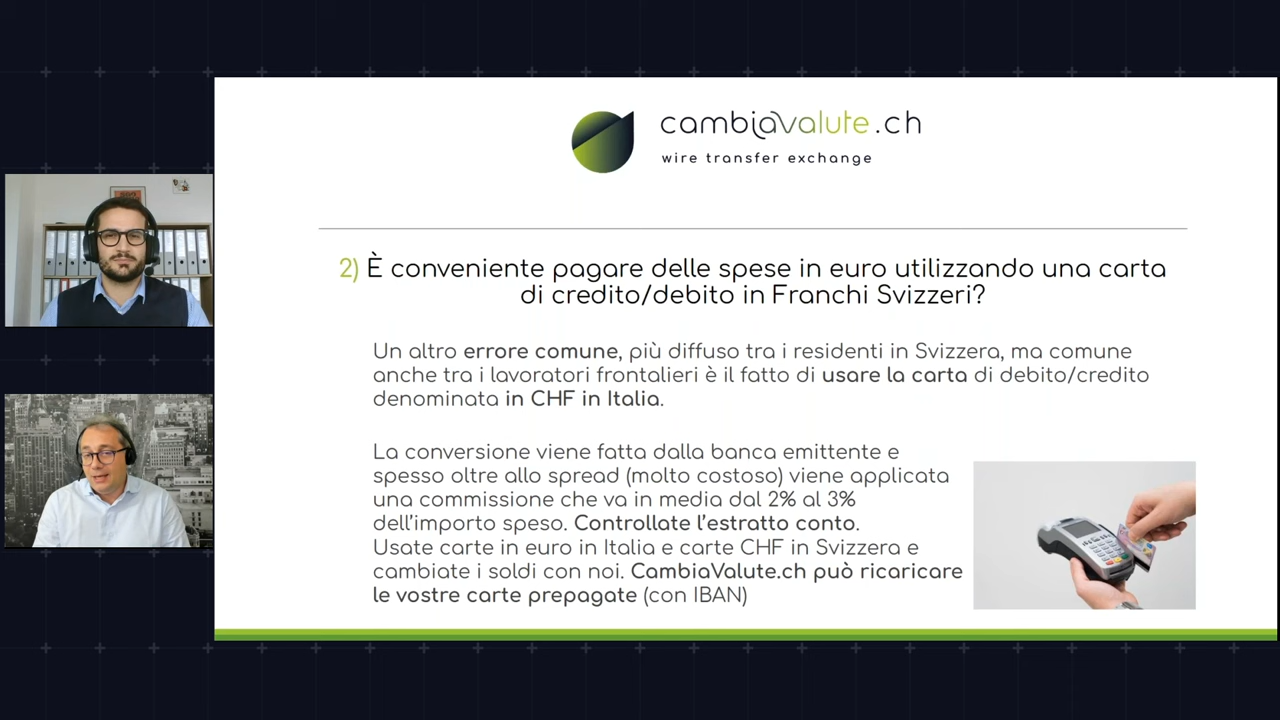 cambiavalute.ch
wire transfer exchange
2) È conveniente pagare delle spese in euro utilizzando una carta
di credito/debito in Franchi Svizzeri?
Un altro errore comune, più diffuso tra i residenti in Svizzera, ma comune
anche tra i lavoratori frontalieri è il fatto di usare la carta di debito/credito
denominata in CHF in Italia.
La conversione viene fatta dalla banca emittente e
spesso oltre allo spread (molto costoso) viene applicata
una commissione che va in media dal 2% al 3%
dell’importo speso. Controllate l’estratto conto.
Usate carte in euro in Italia e carte CHF in Svizzera e
cambiate i soldi con noi. CambiaValute.ch può ricaricare
le vostre carte prepagate (con IBAN)